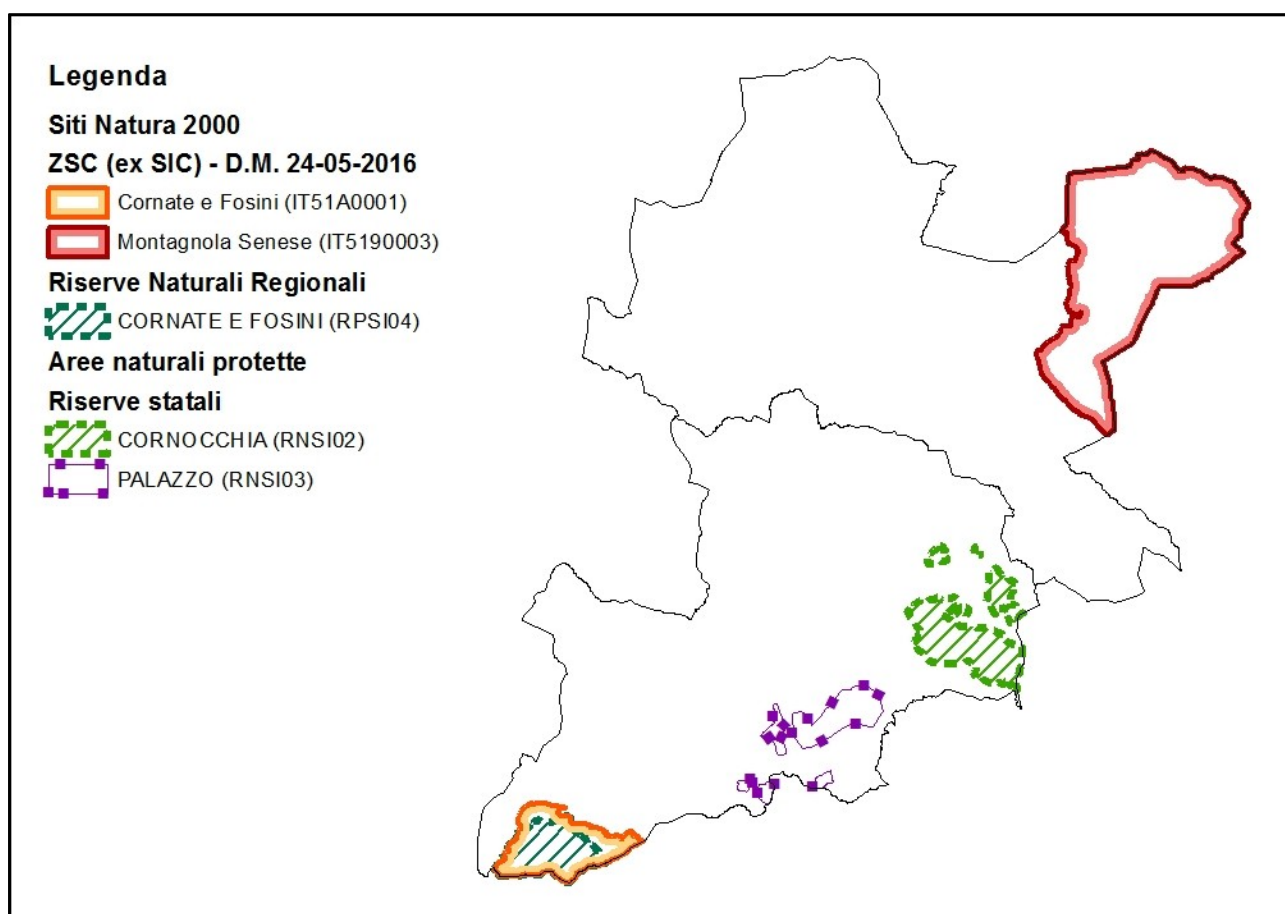 Legenda
Siti Natura 2000
ZSC (ex SIC) - D.M. 24-05-2016
Cornate e Fosini (IT51A0001)
Montagnola Senese (IT5190003)
Riserve Naturali Regionali
CORNATE E FOSINI (RPSI04)
Aree naturali protette
Riserve statali
CORNOCCHIA (RNSI02)
PALAZZO (RNSI03)